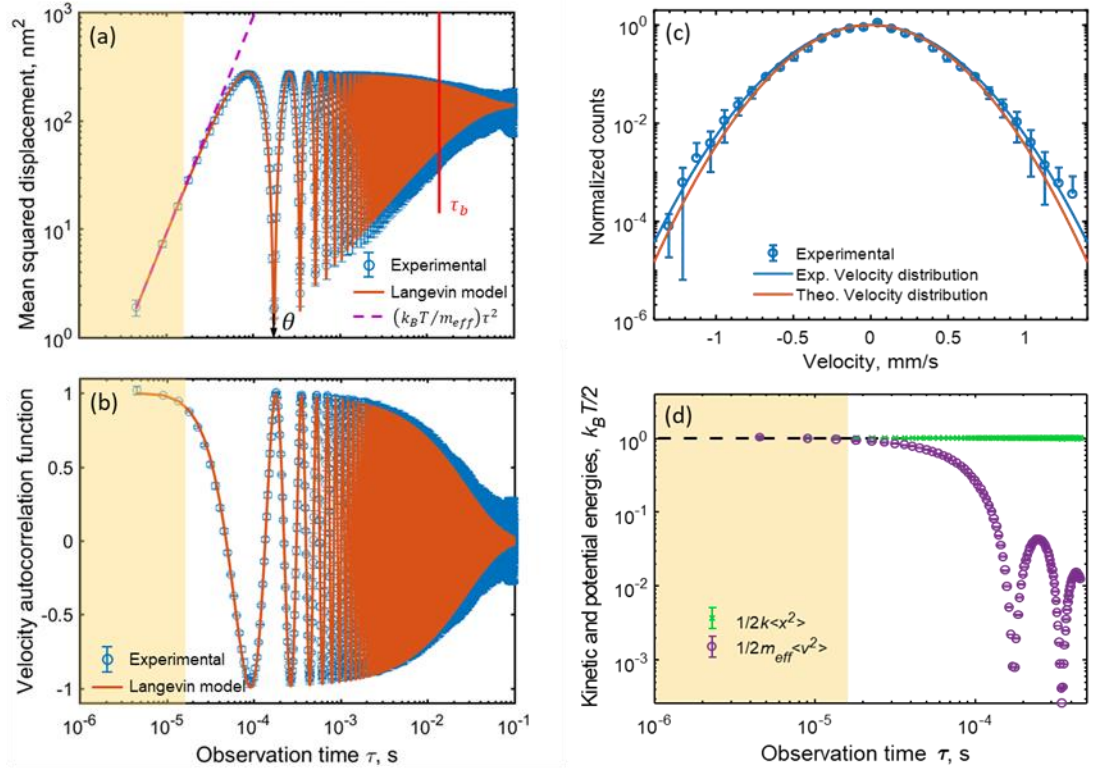 (a)
10³
10²
10¹
10⁰
Mean squared displacement, nm²
τ_b
Experimental
Langevin model
(k_BT/m_eff)τ²
θ
(b)
1
0.5
0
-0.5
-1
Velocity autocorrelation function
Experimental
Langevin model
10⁻⁶ 10⁻⁵ 10⁻⁴ 10⁻³ 10⁻² 10⁻¹
Observation time τ, s
(c)
10⁰
10⁻²
10⁻⁴
10⁻⁶
Normalized counts
Experimental
Exp. Velocity distribution
Theo. Velocity distribution
-1 -0.5 0 0.5 1
Velocity, mm/s
(d)
10⁰
10⁻¹
10⁻²
10⁻³
Kinetic and potential energies, k_BT/2
1/2k<x²>
1/2m_eff<v²>
10⁻⁶ 10⁻⁵ 10⁻⁴
Observation time τ, s